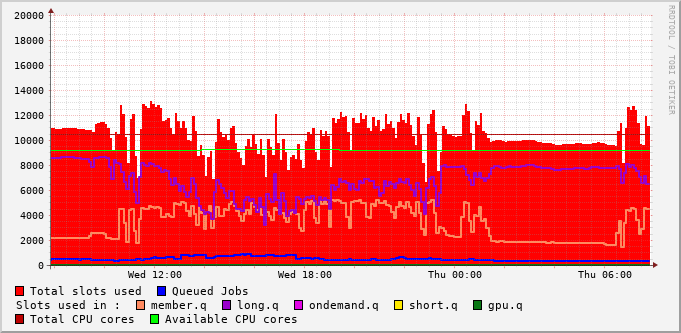 RRDTOOL / TOBI OETIKER
20000
18000
16000
14000
12000
10000
8000
6000
4000
2000
0
Wed 12:00 Wed 18:00 Thu 00:00 Thu 06:00
Total slots used Queued Jobs
Slots used in : member.q long.q ondemand.q short.q gpu.q
Total CPU cores Available CPU cores